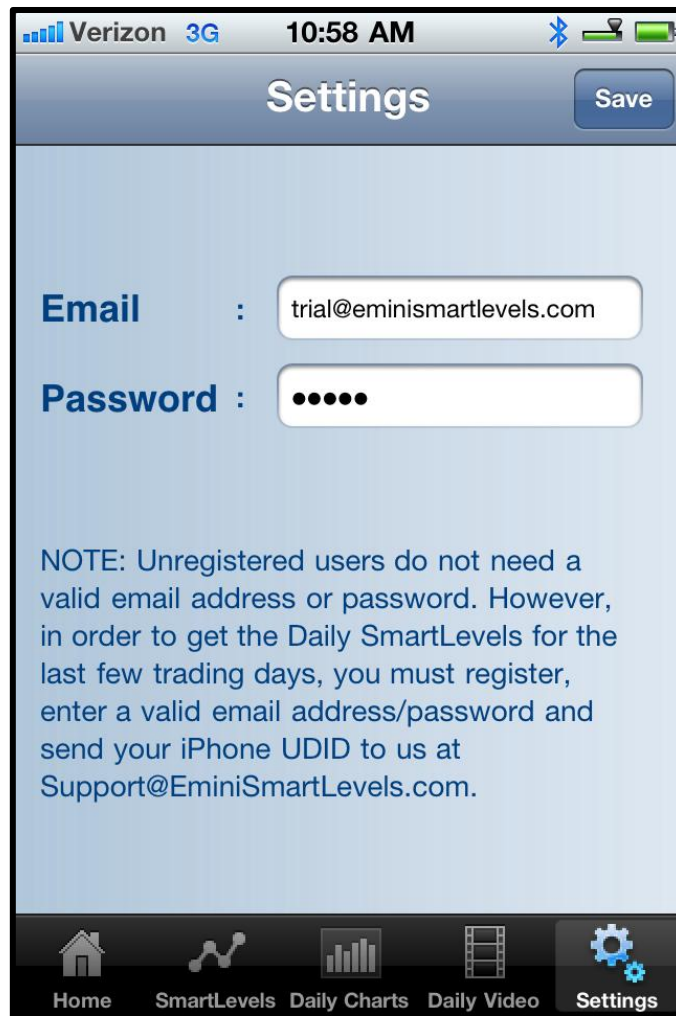 Verizon 3G 10:58 AM
Settings Save
Email : trial@eminismartlevels.com
Password : •••••
NOTE: Unregistered users do not need a
valid email address or password. However,
in order to get the Daily SmartLevels for the
last few trading days, you must register,
enter a valid email address/password and
send your iPhone UDID to us at
Support@EminiSmartLevels.com.
Home SmartLevels Daily Charts Daily Video Settings